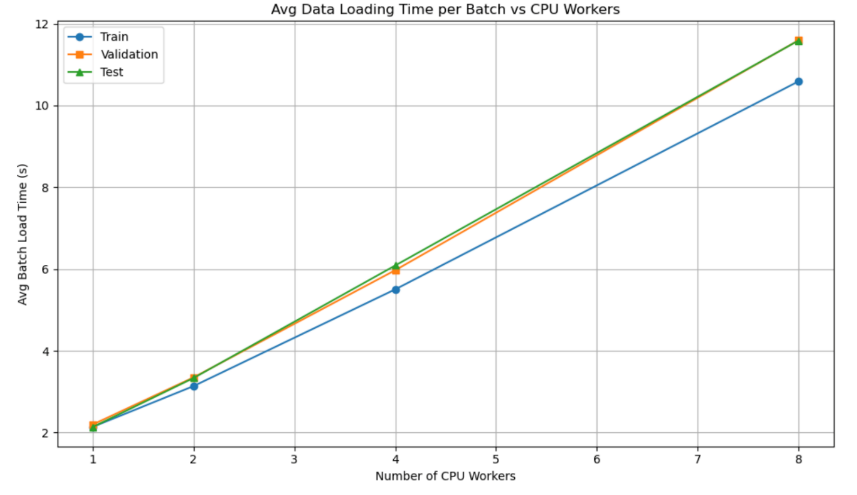 Avg Data Loading Time per Batch vs CPU Workers
Train
Validation
Test
12
10
8
6
4
2
Avg Batch Load Time (s)
1 2 3 4 5 6 7 8
Number of CPU Workers